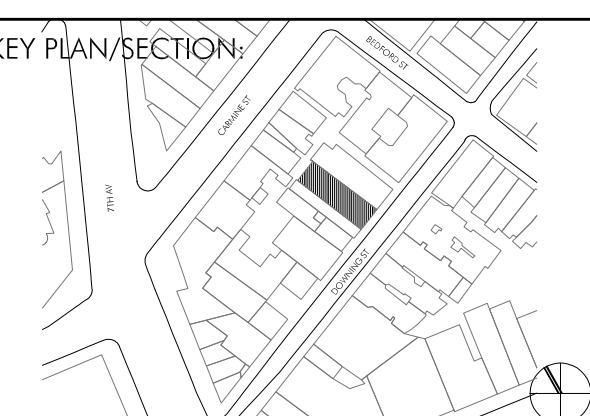 KEY PLAN/SECTION:
BEDFORD ST
CARMINE ST
7TH AV
DOWNING ST